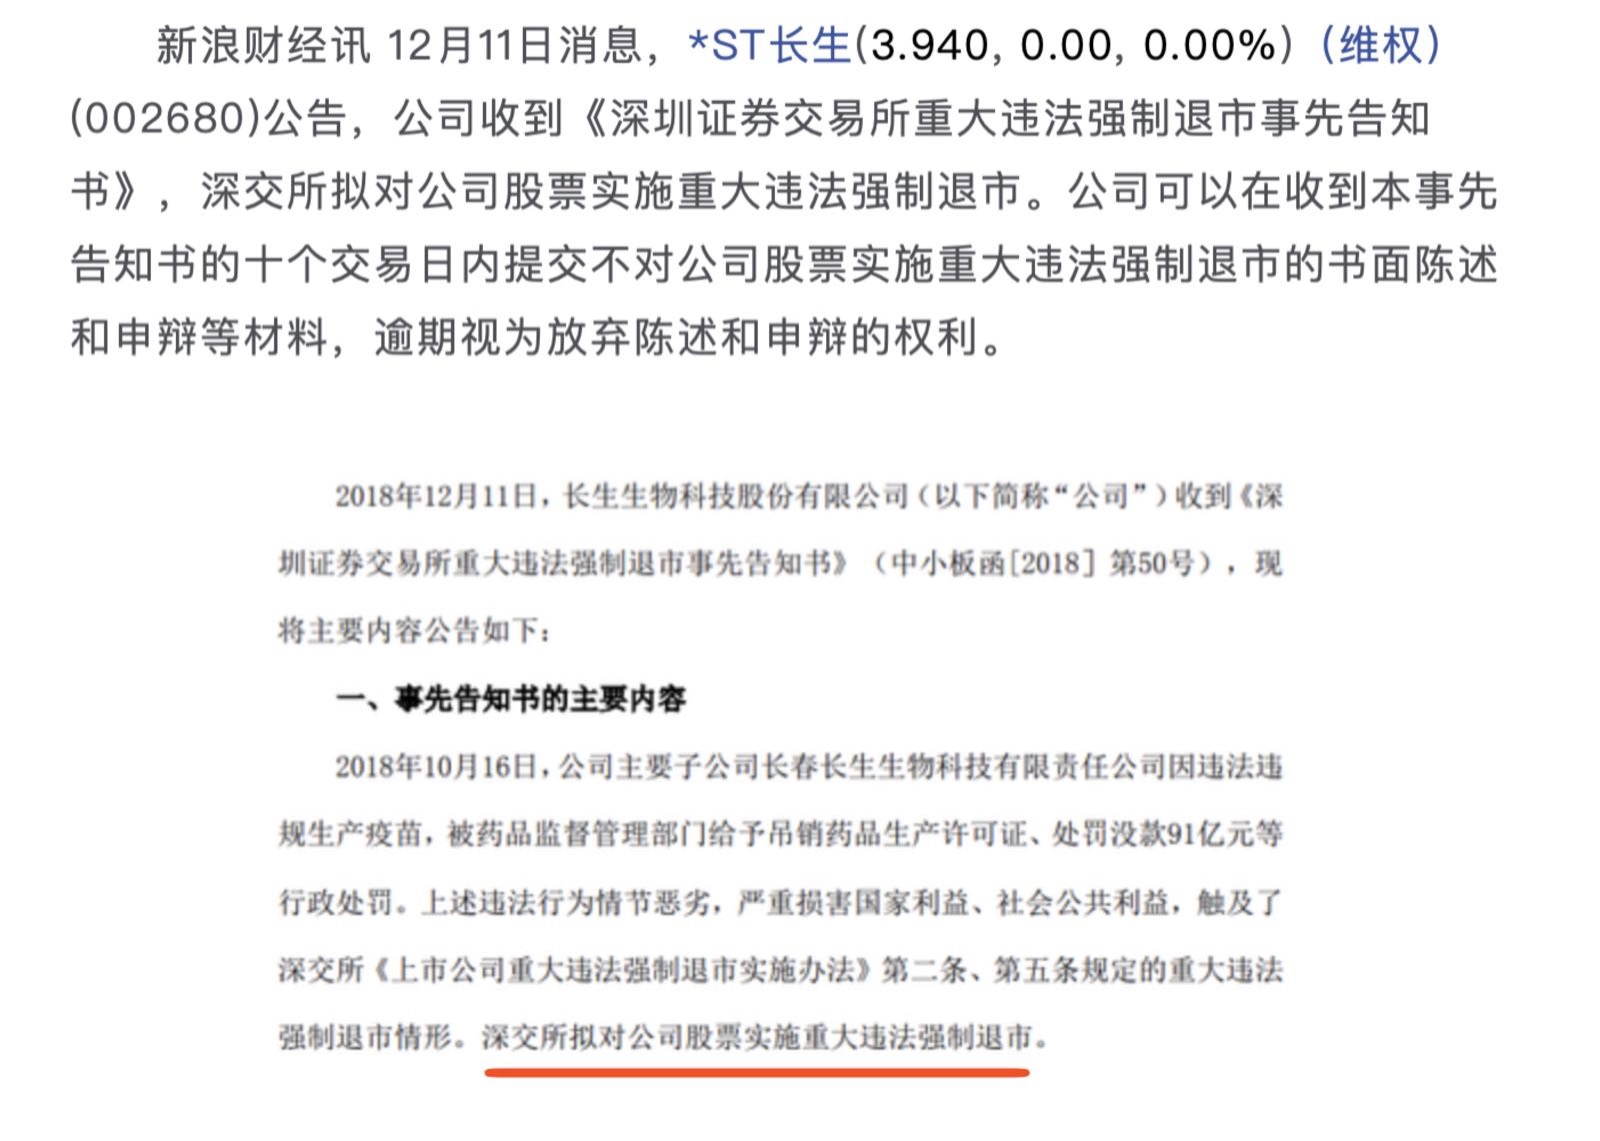 新浪财经讯 12月11日消息，*ST长生(3.940, 0.00, 0.00%)（维权）
(002680)公告，公司收到《深圳证券交易所重大违法强制退市事先告知
书》，深交所拟对公司股票实施重大违法强制退市。公司可以在收到本事先
告知书的十个交易日内提交不对公司股票实施重大违法强制退市的书面陈述
和申辩等材料，逾期视为放弃陈述和申辩的权利。
2018年12月11日，长生生物科技股份有限公司（以下简称“公司”）收到《深
圳证券交易所重大违法强制退市事先告知书》（中小板函[2018] 第50号），现
将主要内容公告如下：
一、事先告知书的主要内容
2018年10月16日，公司主要子公司长春长生生物科技有限责任公司因违法违
规生产疫苗，被药品监督管理部门给予吊销药品生产许可证、处罚没款91亿元等
行政处罚。上述违法行为情节恶劣，严重损害国家利益、社会公共利益，触及了
深交所《上市公司重大违法强制退市实施办法》第二条、第五条规定的重大违法
强制退市情形。深交所拟对公司股票实施重大违法强制退市。